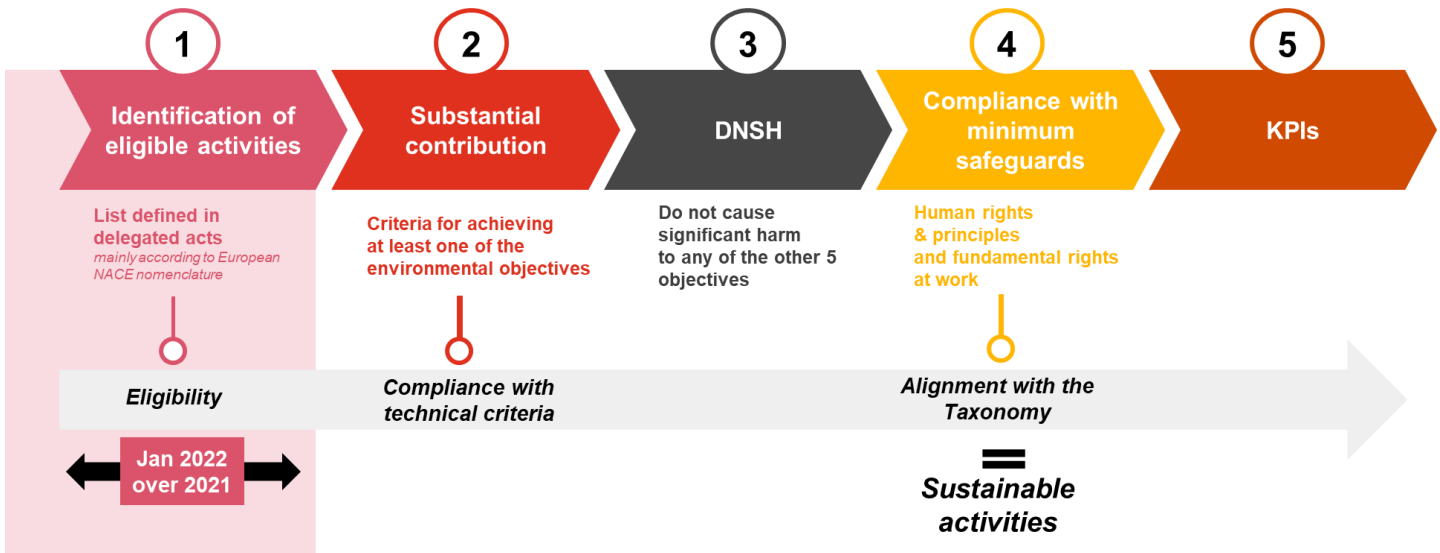 1
2
3
4
5
Identification of
eligible activities
Substantial
contribution
DNSH
Compliance with
minimum
safeguards
KPIs
List defined in
delegated acts
mainly according to European
NACE nomenclature
Criteria for achieving
at least one of the
environmental objectives
Do not cause
significant harm
to any of the other 5
objectives
Human rights
& principles
and fundamental rights
at work
Eligibility
Compliance with
technical criteria
Alignment with the
Taxonomy
Jan 2022
over 2021
=
Sustainable
activities